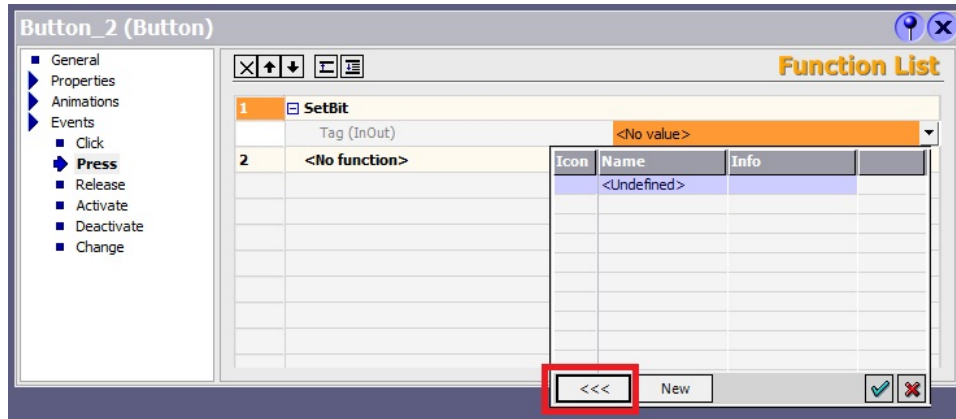 Button_2 (Button)
General
Properties
Animations
Events
Click
Press
Release
Activate
Deactivate
Change
Function List
1 SetBit
Tag (InOut) <No value>
2 <No function>
Icon Name Info
<Undefined>
<<< New